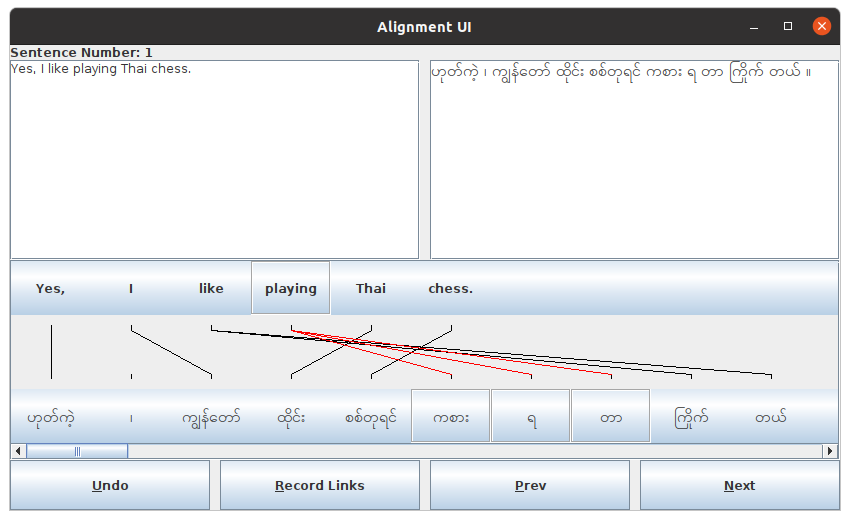 Alignment UI
Sentence Number: 1
Yes, I like playing Thai chess.
ဟုတ်ကဲ့ ၊ ကျွန်တော် ထိုင်း စစ်တုရင် ကစား ရ တာ ကြိုက် တယ် ။
Yes, I like playing Thai chess.
ဟုတ်ကဲ့ ၊ ကျွန်တော် ထိုင်း စစ်တုရင် ကစား ရ တာ ကြိုက် တယ်
Undo Record Links Prev Next